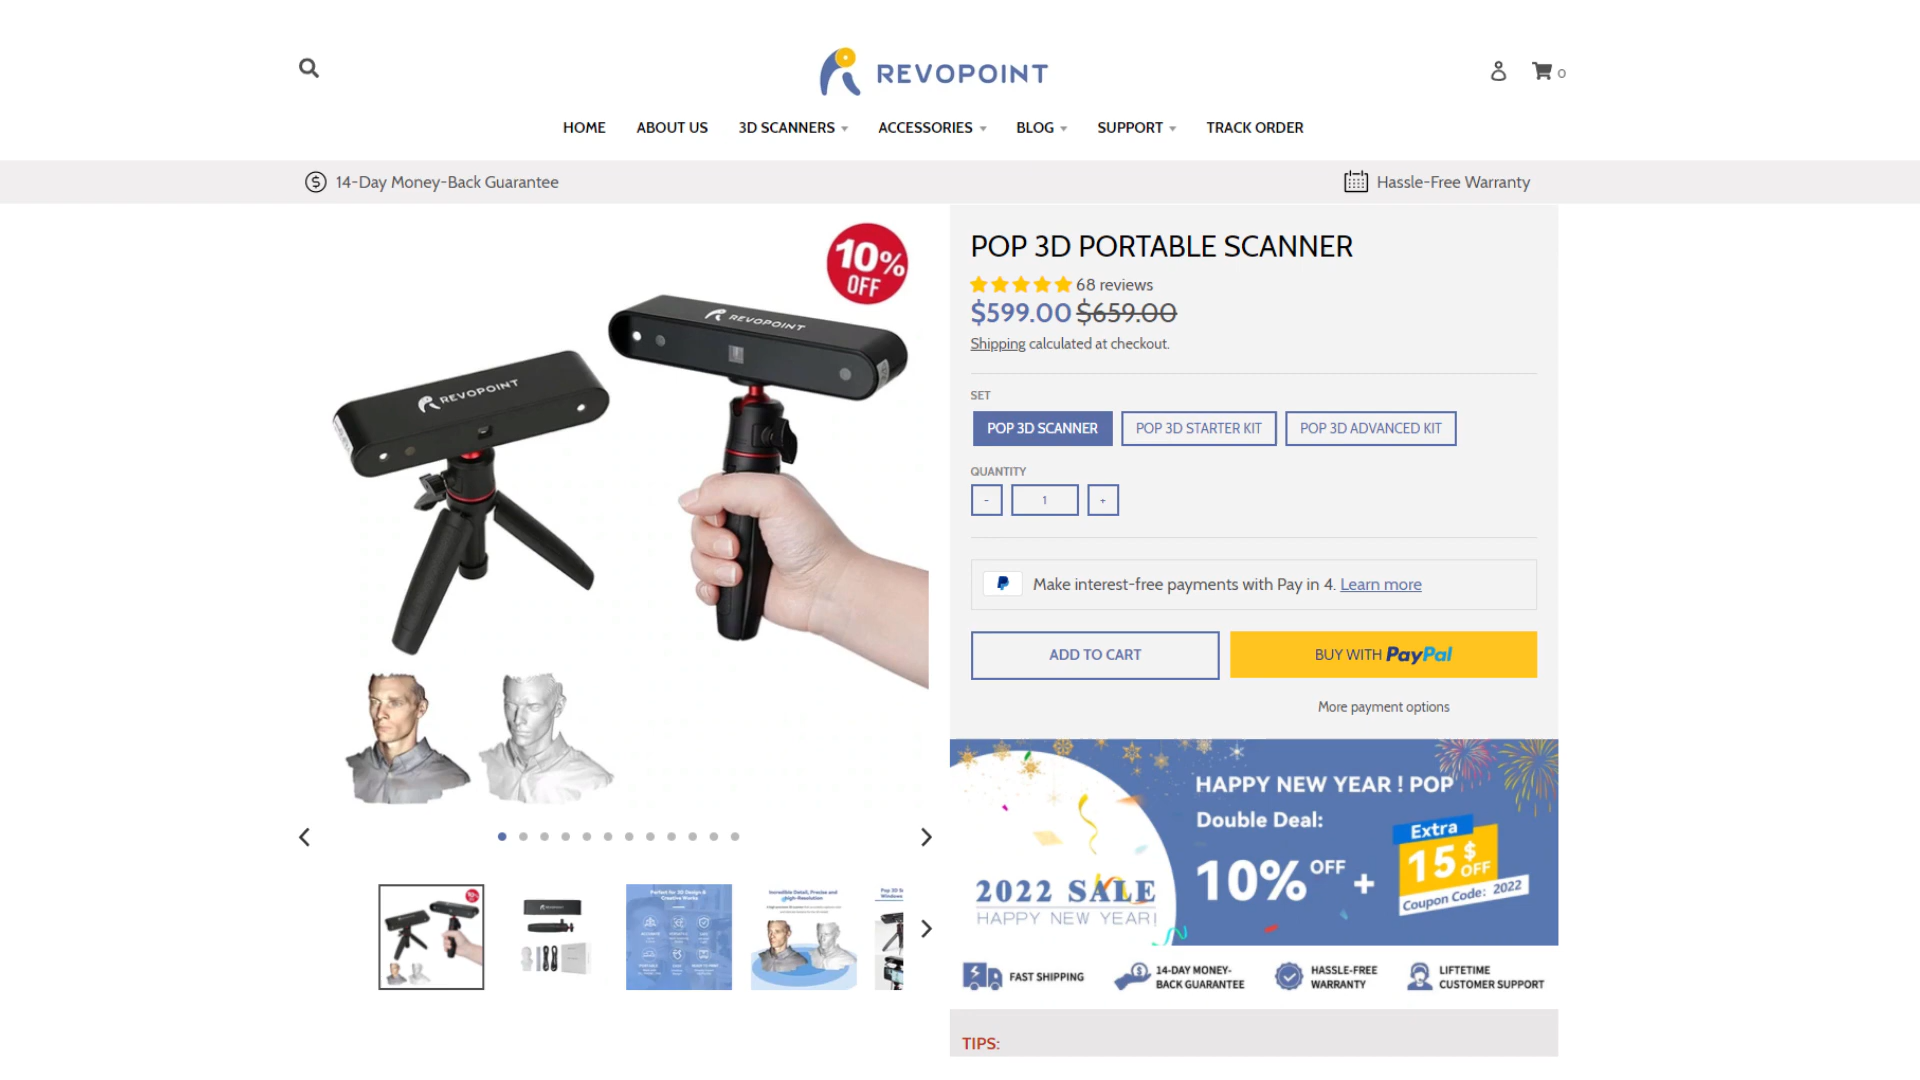 REVOPOINT
0
HOME
ABOUT US
3D SCANNERS
ACCESSORIES
BLOG
SUPPORT
TRACK ORDER
14-Day Money-Back Guarantee
Hassle-Free Warranty
10%
OFF
REVOPOINT
REVOPOINT
POP 3D PORTABLE SCANNER
68 reviews
$599.00 $659.00
Shipping calculated at checkout.
SET
POP 3D SCANNER
POP 3D STARTER KIT
POP 3D ADVANCED KIT
QUANTITY
-
1
+
Make interest-free payments with Pay in 4. Learn more
ADD TO CART
BUY WITH PayPal
More payment options
HAPPY NEW YEAR ! POP
Double Deal:
10% OFF +
Extra
15 $ OFF
Coupon Code: 2022
2022 SALE
HAPPY NEW YEAR!
FAST SHIPPING
14-DAY MONEY-
BACK GUARANTEE
HASSLE-FREE
WARRANTY
LIFTETIME
CUSTOMER SUPPORT
TIPS:
Perfect for 3D Design &
Creative Works
Incredible Detail, Precise and
High-Resolution